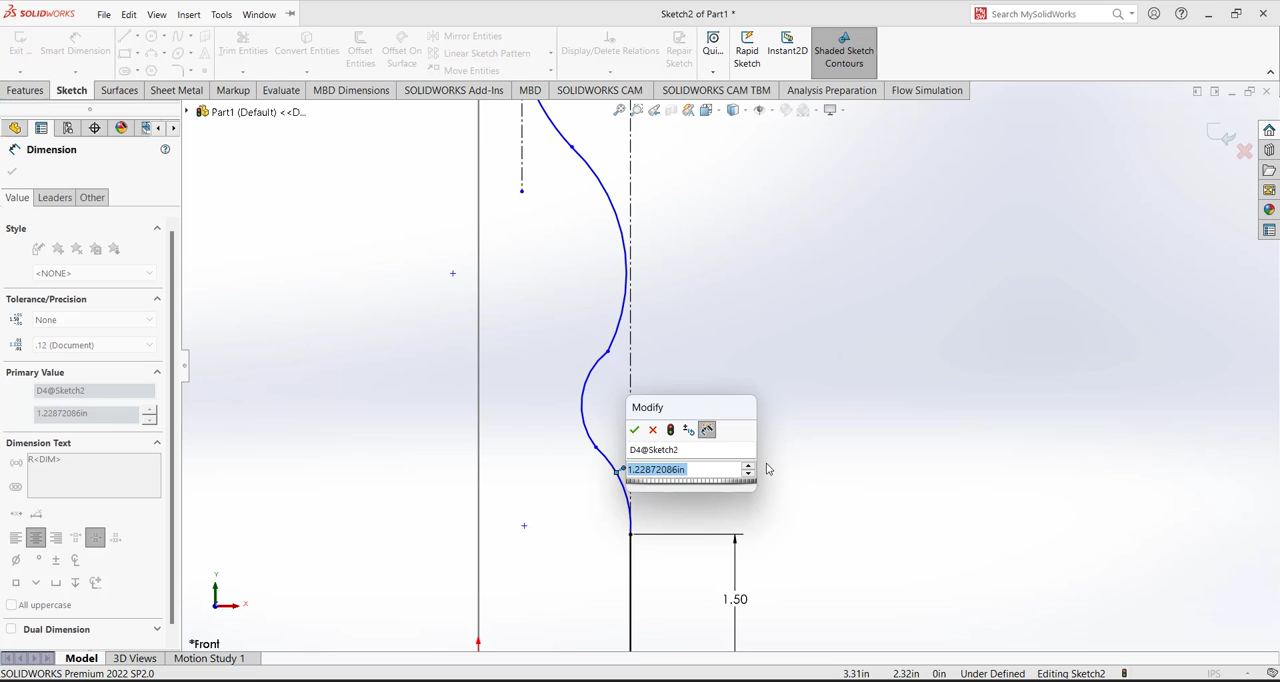 SOLIDWORKS File Edit View Insert Tools Window Sketch2 of Part1 * Search MySolidWorks
Exit ... Smart Dimension Trim Entities Convert Entities Offset Entities Offset On Surface Mirror Entities Linear Sketch Pattern Move Entities Display/Delete Relations Repair Sketch Qui... Rapid Sketch Instant2D Shaded Sketch Contours
Features Sketch Surfaces Sheet Metal Markup Evaluate MBD Dimensions SOLIDWORKS Add-Ins MBD SOLIDWORKS CAM SOLIDWORKS CAM TBM Analysis Preparation Flow Simulation
Part1 (Default) <<D...
Dimension
Value Leaders Other
Style
<NONE>
Tolerance/Precision
None
.12 (Document)
Primary Value
D4@Sketch2
1.22872086in
Dimension Text
R<DIM>
All uppercase
Dual Dimension
Modify
D4@Sketch2
1.22872086in
1.50
Y
X
*Front
Model 3D Views Motion Study 1
SOLIDWORKS Premium 2022 SP2.0 3.31in 2.32in 0in Under Defined Editing Sketch2 IPS